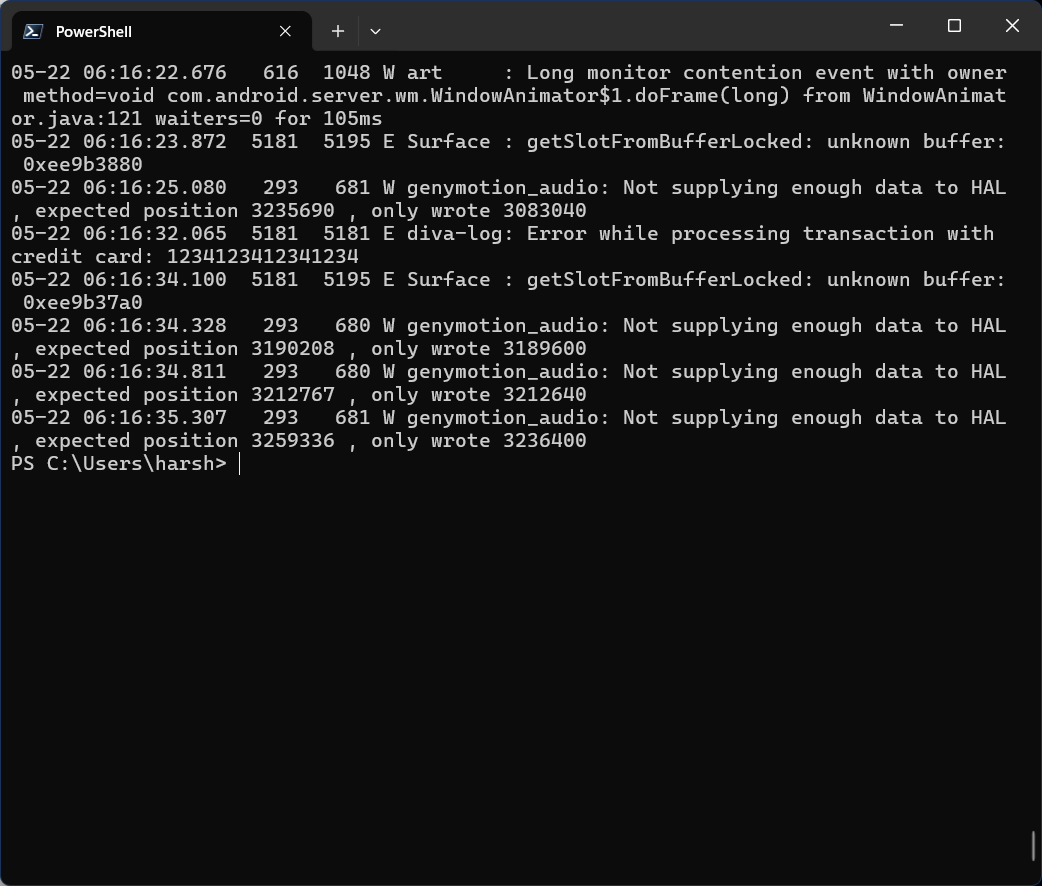 PowerShell
05-22 06:16:22.676   616  1048 W art     : Long monitor contention event with owner
 method=void com.android.server.wm.WindowAnimator$1.doFrame(long) from WindowAnimat
or.java:121 waiters=0 for 105ms
05-22 06:16:23.872  5181  5195 E Surface : getSlotFromBufferLocked: unknown buffer:
 0xee9b3880
05-22 06:16:25.080   293   681 W genymotion_audio: Not supplying enough data to HAL
, expected position 3235690 , only wrote 3083040
05-22 06:16:32.065  5181  5181 E diva-log: Error while processing transaction with
credit card: 1234123412341234
05-22 06:16:34.100  5181  5195 E Surface : getSlotFromBufferLocked: unknown buffer:
 0xee9b37a0
05-22 06:16:34.328   293   680 W genymotion_audio: Not supplying enough data to HAL
, expected position 3190208 , only wrote 3189600
05-22 06:16:34.811   293   680 W genymotion_audio: Not supplying enough data to HAL
, expected position 3212767 , only wrote 3212640
05-22 06:16:35.307   293   681 W genymotion_audio: Not supplying enough data to HAL
, expected position 3259336 , only wrote 3236400
PS C:\Users\harsh>